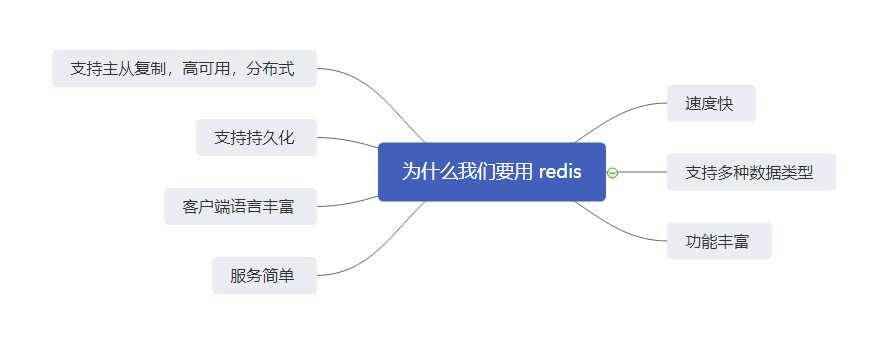 为什么我们要用 redis
速度快
支持多种数据类型
功能丰富
支持主从复制，高可用，分布式
支持持久化
客户端语言丰富
服务简单